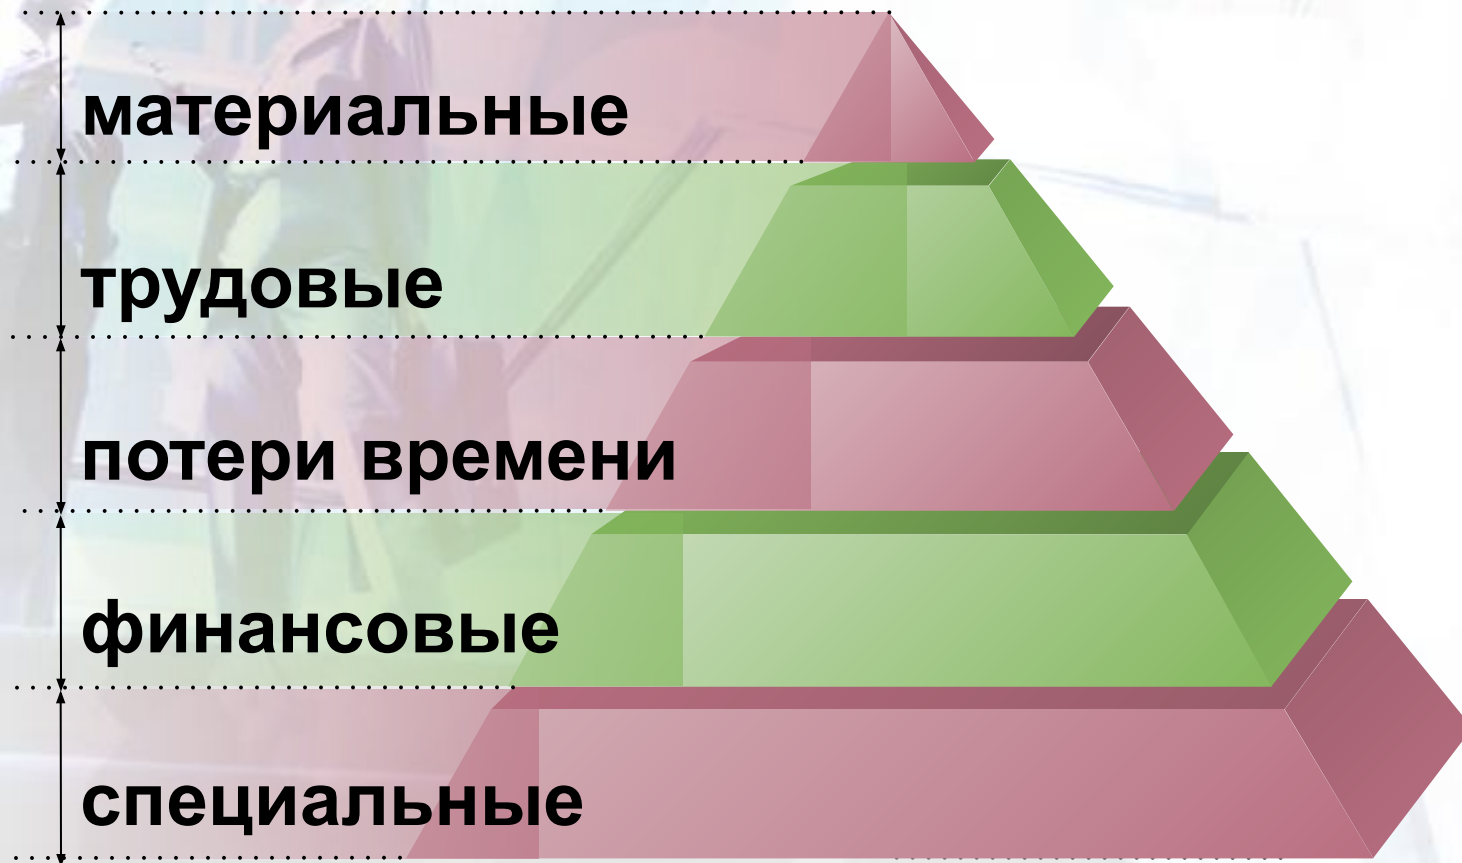 материальные
трудовые
потери времени
финансовые
специальные